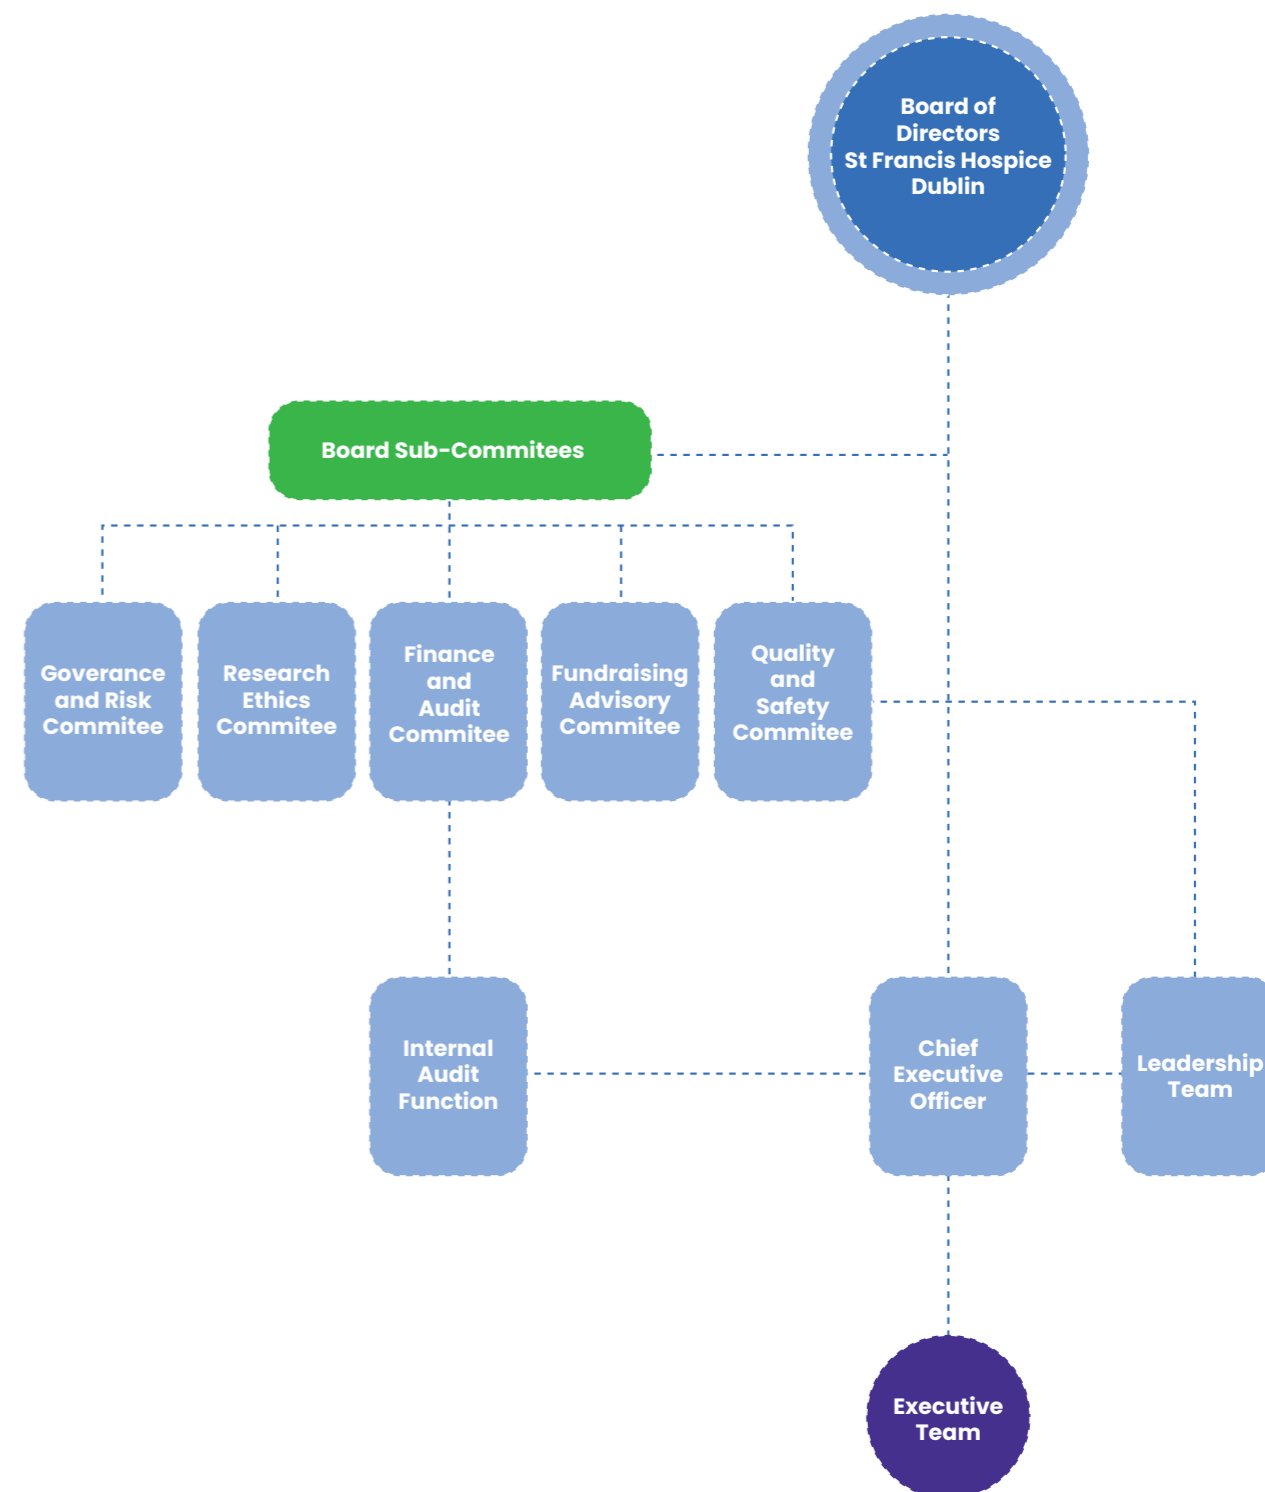 Board of
Directors
St Francis Hospice
Dublin
Board Sub-Commitees
Goverance
and Risk
Commitee
Research
Ethics
Commitee
Finance
and
Audit
Commitee
Fundraising
Advisory
Commitee
Quality
and
Safety
Commitee
Internal
Audit
Function
Chief
Executive
Officer
Leadership
Team
Executive
Team